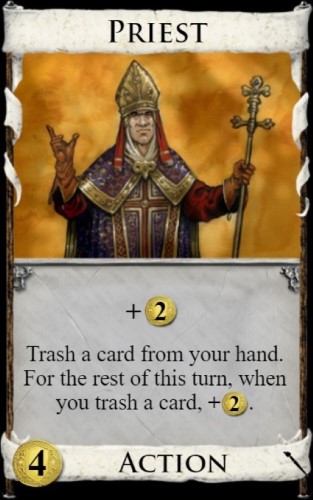 PRIEST
+ 2
Trash a card from your hand.
For the rest of this turn, when
you trash a card, +2.
4 ACTION